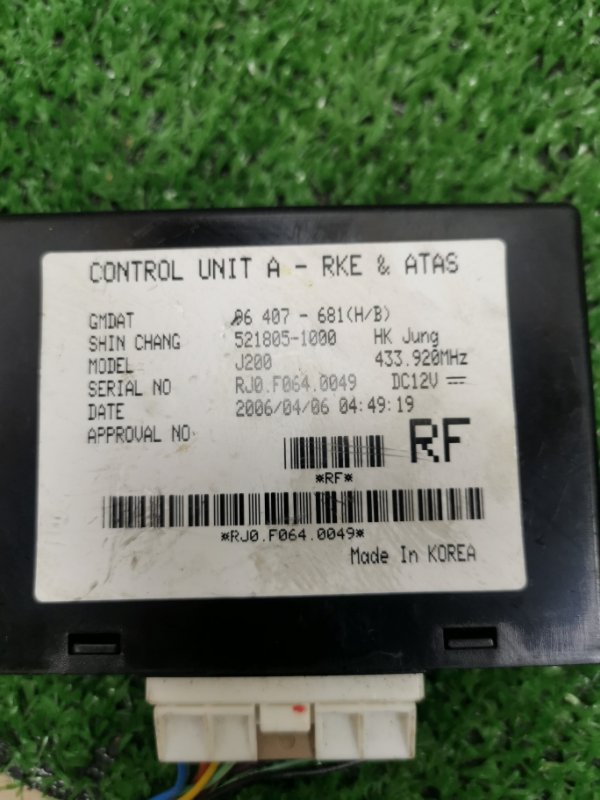 CONTROL UNIT A - RKE & ATAS
GMDAT 96 407 - 681(H/B)
SHIN CHANG 521805-1000 HK Jung
MODEL J200 433.920MHz
SERIAL NO RJ0.F064.0049 DC12V
DATE 2006/04/06 04:49:19
APPROVAL NO
RF
*RF*
*RJ0.F064.0049*
Made In KOREA